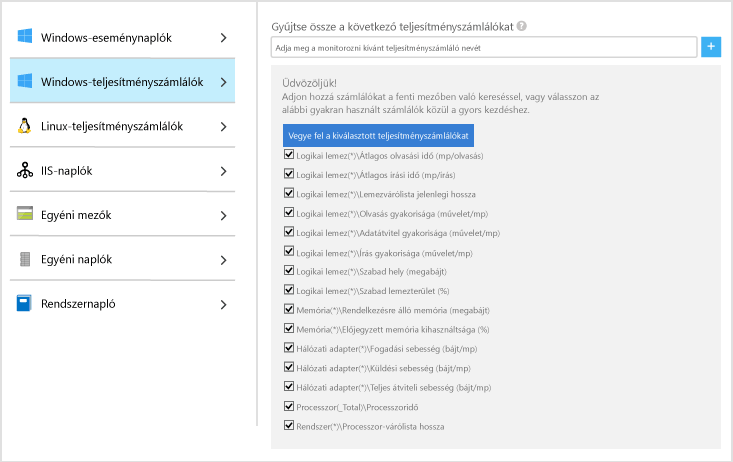 Windows-eseménynaplók
Windows-teljesítményszámlálók
Linux-teljesítményszámlálók
IIS-naplók
Egyéni mezők
Egyéni naplók
Rendszernapló
Gyűjtse össze a következő teljesítményszámlálókat ?
Adja meg a monitorozni kívánt teljesítményszámláló nevét
+
Üdvözöljük!
Adjon hozzá számlálókat a fenti mezőben való kereséssel, vagy válasszon az
alábbi gyakran használt számlálók közül a gyors kezdéshez.
Vegye fel a kiválasztott teljesítményszámlálókat
Logikai lemez(*)\Átlagos olvasási idő (mp/olvasás)
Logikai lemez(*)\Átlagos írási idő (mp/írás)
Logikai lemez(*)\Lemezvárólista jelenlegi hossza
Logikai lemez(*)\Olvasás gyakorisága (művelet/mp)
Logikai lemez(*)\Adatátvitel gyakorisága (művelet/mp)
Logikai lemez(*)\Írás gyakorisága (művelet/mp)
Logikai lemez(*)\Szabad hely (megabájt)
Logikai lemez(*)\Szabad lemezterület (%)
Memória(*)\Rendelkezésre álló memória (megabájt)
Memória(*)\Előjegyzett memória kihasználtsága (%)
Hálózati adapter(*)\Fogadási sebesség (bájt/mp)
Hálózati adapter(*)\Küldési sebesség (bájt/mp)
Hálózati adapter(*)\Teljes átviteli sebesség (bájt/mp)
Processzor(_Total)\Processzoridő
Rendszer(*)\Processzor-várólista hossza